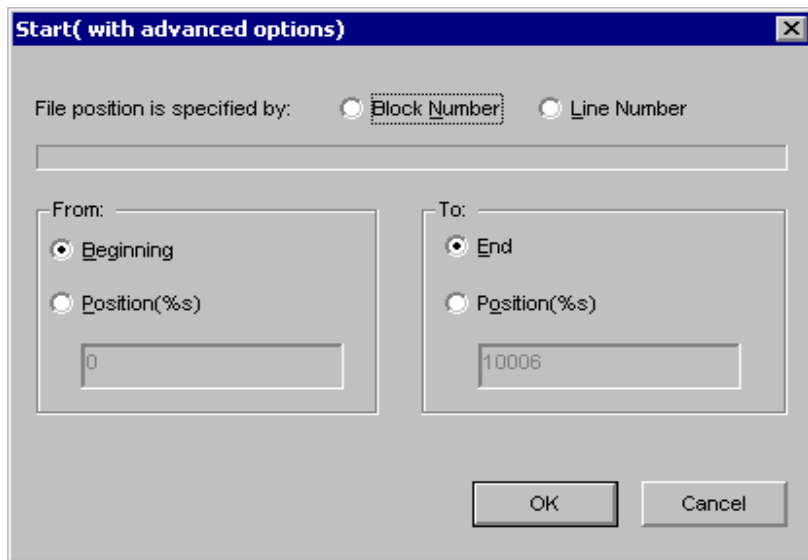 Start( with advanced options)
File position is specified by: Block Number Line Number
From: To:
Beginning End
Position(%s) Position(%s)
0 10006
OK Cancel